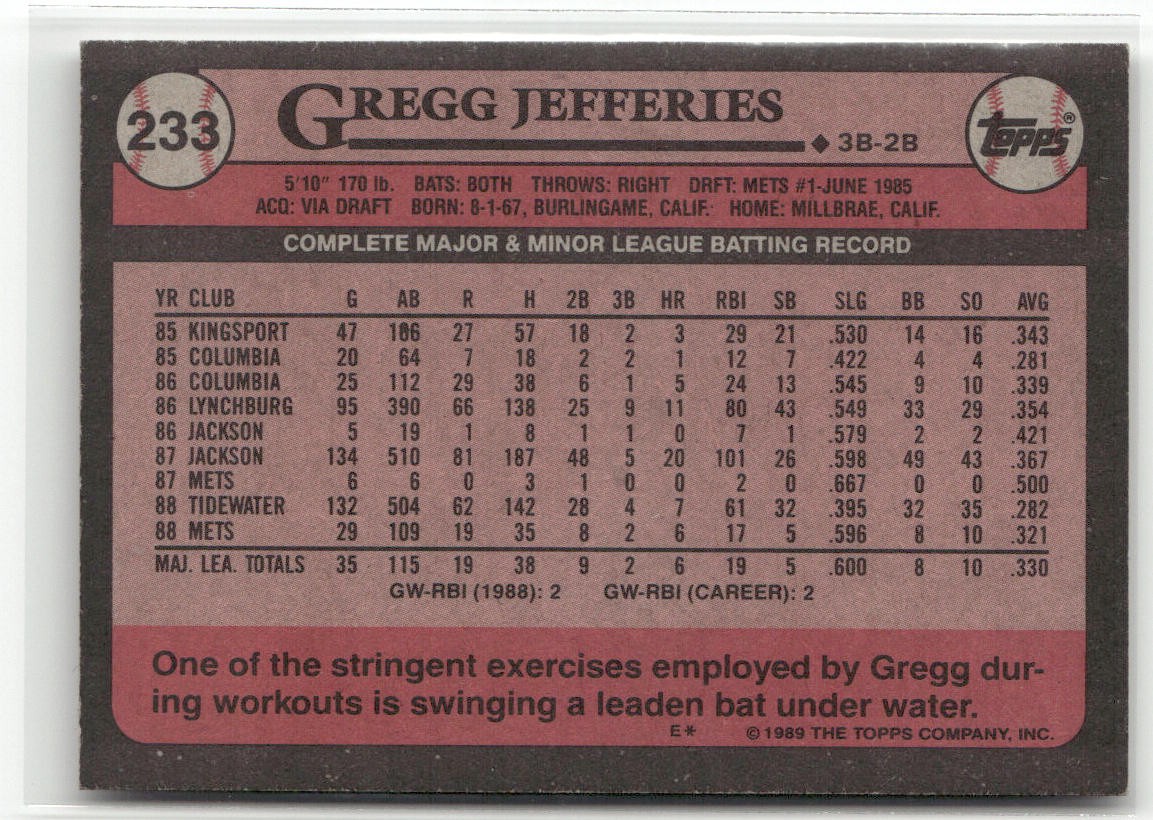 233
GREGG JEFFERIES
◆ 3B-2B
TOPPS®
5'10" 170 lb. BATS: BOTH THROWS: RIGHT DRFT: METS #1-JUNE 1985
ACQ: VIA DRAFT BORN: 8-1-67, BURLINGAME, CALIF. HOME: MILLBRAE, CALIF.
COMPLETE MAJOR & MINOR LEAGUE BATTING RECORD
YR CLUB G AB R H 2B 3B HR RBI SB SLG BB SO AVG
85 KINGSPORT 47 166 27 57 18 2 3 29 21 .530 14 16 .343
85 COLUMBIA 20 64 7 18 2 2 1 12 7 .422 4 4 .281
86 COLUMBIA 25 112 29 38 6 1 5 24 13 .545 9 10 .339
86 LYNCHBURG 95 390 66 138 25 9 11 80 43 .549 33 29 .354
86 JACKSON 5 19 1 8 1 1 0 7 1 .579 2 2 .421
87 JACKSON 134 510 81 187 48 5 20 101 26 .598 49 43 .367
87 METS 6 6 0 3 1 0 0 2 0 .667 0 0 .500
88 TIDEWATER 132 504 62 142 28 4 7 61 32 .395 32 35 .282
88 METS 29 109 19 35 8 2 6 17 5 .596 8 10 .321
MAJ. LEA. TOTALS 35 115 19 38 9 2 6 19 5 .600 8 10 .330
GW-RBI (1988): 2 GW-RBI (CAREER): 2
One of the stringent exercises employed by Gregg dur-
ing workouts is swinging a leaden bat under water.
E* © 1989 THE TOPPS COMPANY, INC.